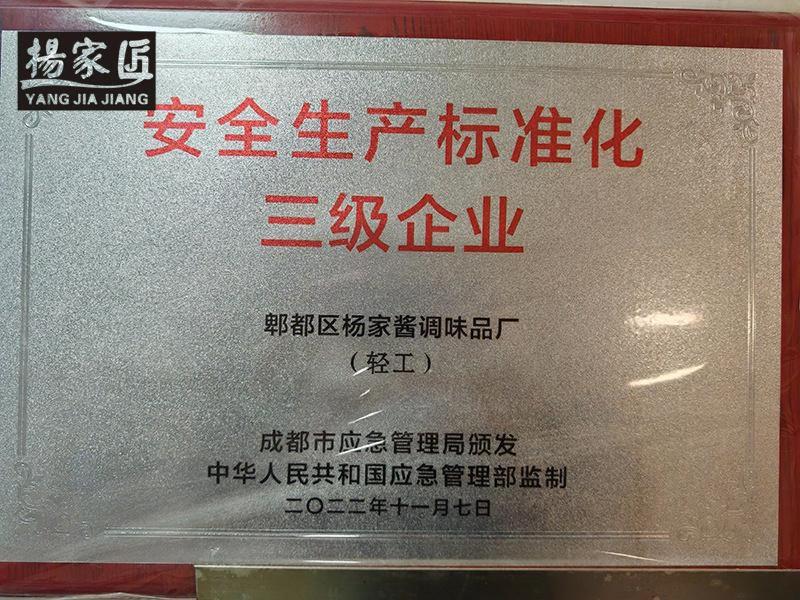 楊家匠
YANG JIA JIANG
安全生产标准化
三级企业
郫都区杨家酱调味品厂
（轻工）
成都市应急管理局颁发
中华人民共和国应急管理部监制
二〇二二年十一月七日